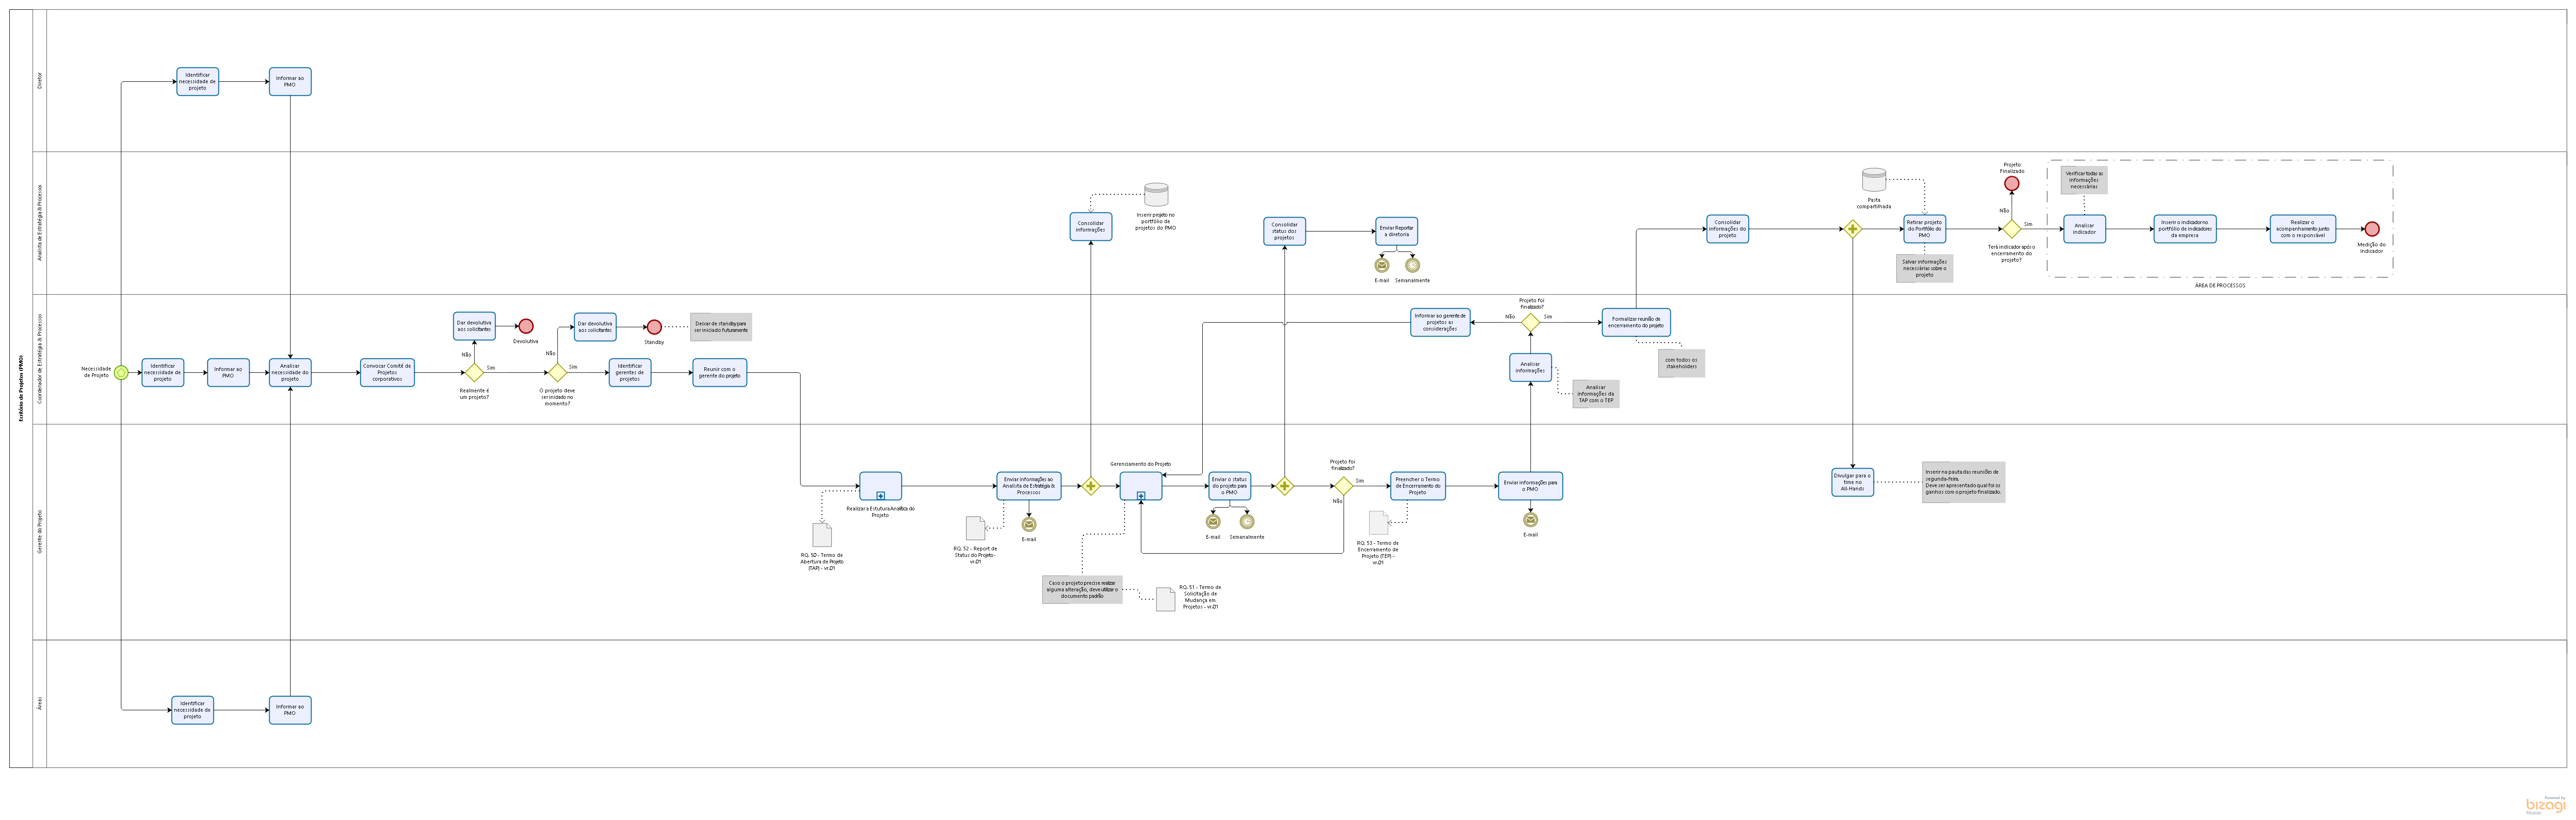 Escritório de Projetos (PMO)
Diretor
Identificar
necessidade de
projeto
Informar ao
PMO
Analista de Estratégia & Processos
Consolidar
informações
Inserir projeto no
portfólio de
projetos do PMO
Consolidar
status dos
projetos
Enviar Report ar
a diretoria
E-mail
Semanalmente
Consolidar
informações do
projeto
Pasta
compartilhada
Retirar projeto
do Portfólio do
PMO
Salvar informações
necessárias sobre o
projeto
Projeto
Finalizado
Não
Sim
Terá indicador após o
encerramento do
projeto?
Verificar todas as
informações
necessárias
Analisar
indicador
Inserir o indicador no
portfólio de indicadores
da empresa
Realizar o
acompanhamento junto
com o responsável
Medição do
Indicador
ÁREA DE PROCESSOS
Coordenador de Estratégia & Processos
Necessidade
de Projeto
Identificar
necessidade de
projeto
Informar ao
PMO
Analisar
necessidade do
projeto
Convocar Comitê de
Projetos
corporativos
Dar devolutiva
aos solicitantes
Devolutiva
Não
Sim
Realmente é
um projeto?
Dar devolutiva
aos solicitantes
Standby
Deixar de standby para
ser iniciado futuramente
Não
Sim
O projeto deve
ser iniciado no
momento?
Identificar
gerentes de
projetos
Reunir com o
gerente do projeto
Informar ao gerente de
projetos as
considerações
Projeto foi
finalizado?
Não
Sim
Analisar
informações
Analisar
informações da
TAP com o TEP
Formalizar reunião de
encerramento do projeto
com todos os
stakeholders
Gerente do Projeto
Realizar a Estutura Analítica do
Projeto
RQ. 50 - Termo de
Abertura de Projeto
(TAP) - vr.01
Enviar informações ao
Analista de Estratégia &
Processos
E-mail
RQ. 52 - Report de
Status do Projeto -
vr.01
Gerenciamento do Projeto
Caso o projeto precise realizar
alguma alteração, deve utilizar o
documento padrão
RQ. 51 - Termo de
Solicitação de
Mudança em
Projetos - vr.01
Enviar o status
do projeto para
o PMO
E-mail
Semanalmente
Projeto foi
finalizado?
Sim
Não
Preencher o Termo
de Encerramento do
Projeto
RQ. 53 - Termo de
Encerramento de
Projeto (TEP) -
vr.01
Enviar informações para
o PMO
E-mail
Divulgar para o
time no
All-Hands
Inserir na pauta das reuniões de
segunda-feira.
Deve ser apresentado qual foi os
ganhos com o projeto finalizado.
Áreas
Identificar
necessidade de
projeto
Informar ao
PMO
Powered by
bizagi
Modeler